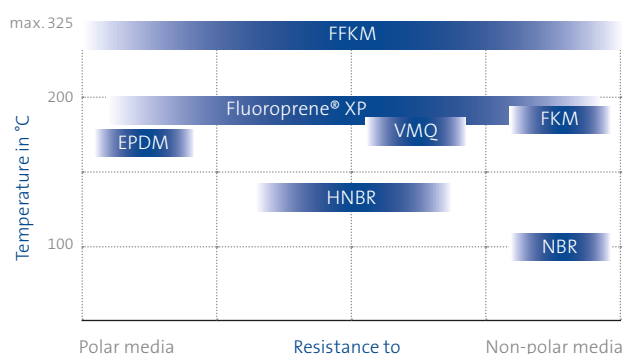 max. 325
FFKM
200
Fluoroprene® XP
FKM
VMQ
EPDM
HNBR
100
NBR
Temperature in °C
Polar media
Resistance to
Non-polar media